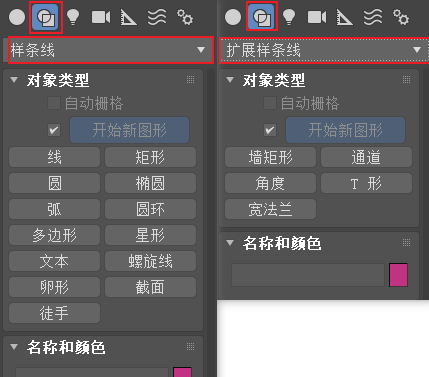 样条线
对象类型
自动栅格
开始新图形
线 矩形
圆 椭圆
弧 圆环
多边形 星形
文本 螺旋线
卵形 截面
徒手
名称和颜色
扩展样条线
对象类型
自动栅格
开始新图形
墙矩形 通道
角度 T 形
宽法兰
名称和颜色